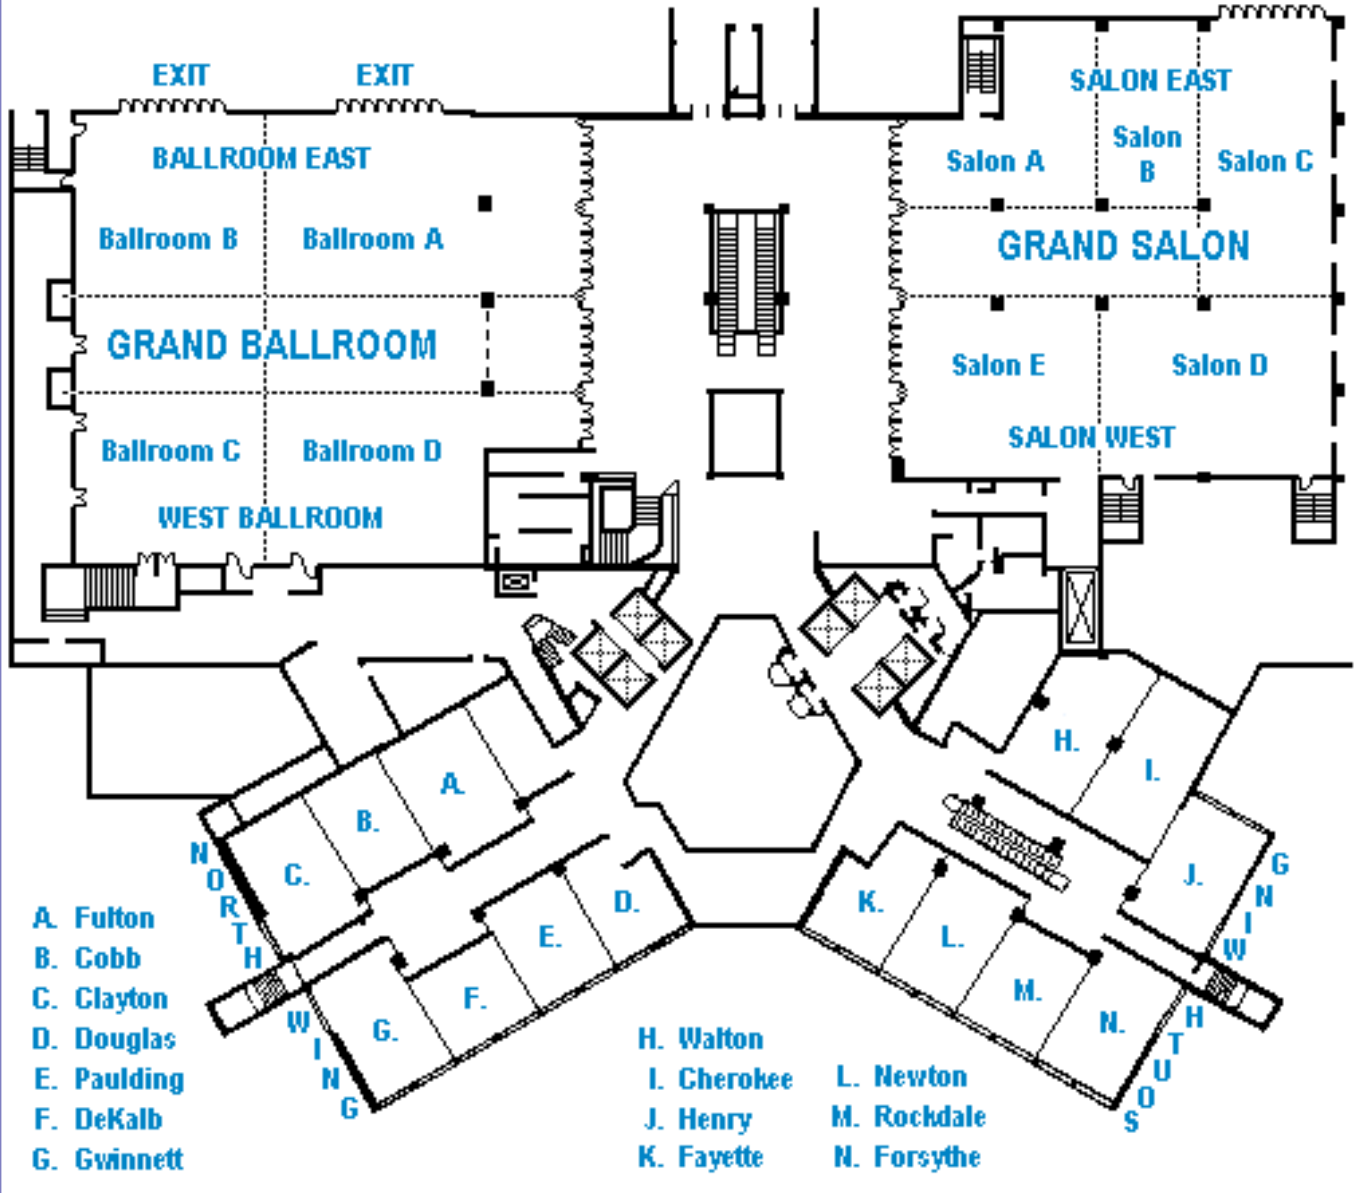 EXIT
EXIT
BALLROOM EAST
Ballroom B
Ballroom A
GRAND BALLROOM
Ballroom C
Ballroom D
WEST BALLROOM
SALON EAST
Salon A
Salon
B
Salon C
GRAND SALON
Salon E
Salon D
SALON WEST
A.
B.
C.
D.
E.
F.
G.
H.
I.
J.
K.
L.
M.
N.
NORTH WING
SOUTH WING
A. Fulton
B. Cobb
C. Clayton
D. Douglas
E. Paulding
F. DeKalb
G. Gwinnett
H. Walton
I. Cherokee
J. Henry
K. Fayette
L. Newton
M. Rockdale
N. Forsythe